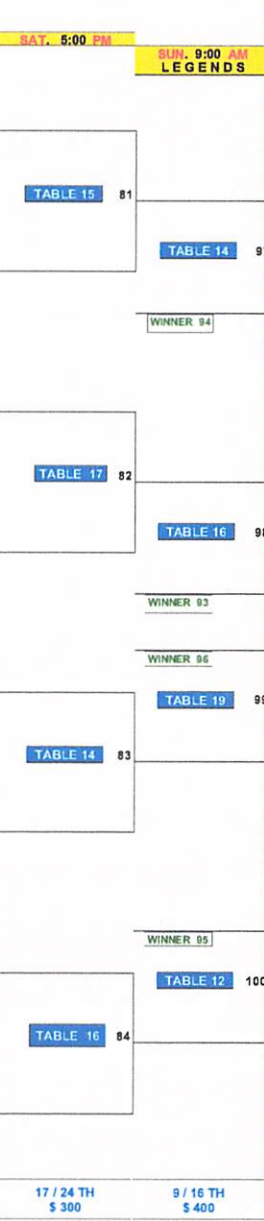 SAT. 5:00 PM
SUN. 9:00 AM
LEGENDS
TABLE 15 81
TABLE 14
WINNER 94
TABLE 17 82
TABLE 16 98
WINNER 93
WINNER 96
TABLE 19 99
TABLE 14 83
WINNER 95
TABLE 12 100
TABLE 16 84
17 / 24 TH
$ 300
9 / 16 TH
$ 400